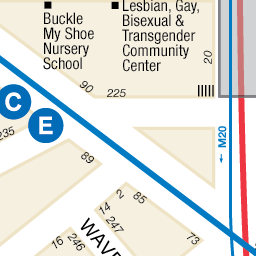 Buckle
My Shoe
Nursery
School
Lesbian, Gay,
Bisexual &
Transgender
Community
Center
20
90
225
C
E
235
M20
89
2
85
14
247
73
16
246
WAVE